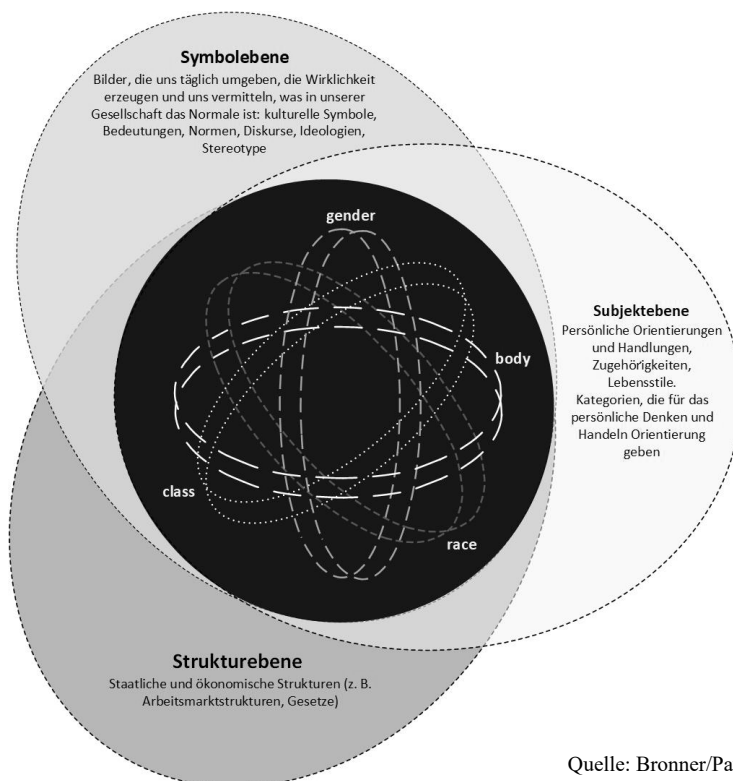 Symbolebene
Bilder, die uns täglich umgeben, die Wirklichkeit
erzeugen und uns vermitteln, was in unserer
Gesellschaft das Normale ist: kulturelle Symbole,
Bedeutungen, Normen, Diskurse, Ideologien,
Stereotype
gender
body
class
race
Subjektebene
Persönliche Orientierungen
und Handlungen,
Zugehörigkeiten,
Lebensstile.
Kategorien, die für das
persönliche Denken und
Handeln Orientierung
geben
Strukturebene
Staatliche und ökonomische Strukturen (z. B.
Arbeitsmarktstrukturen, Gesetze)
Quelle: Bronner/Pa